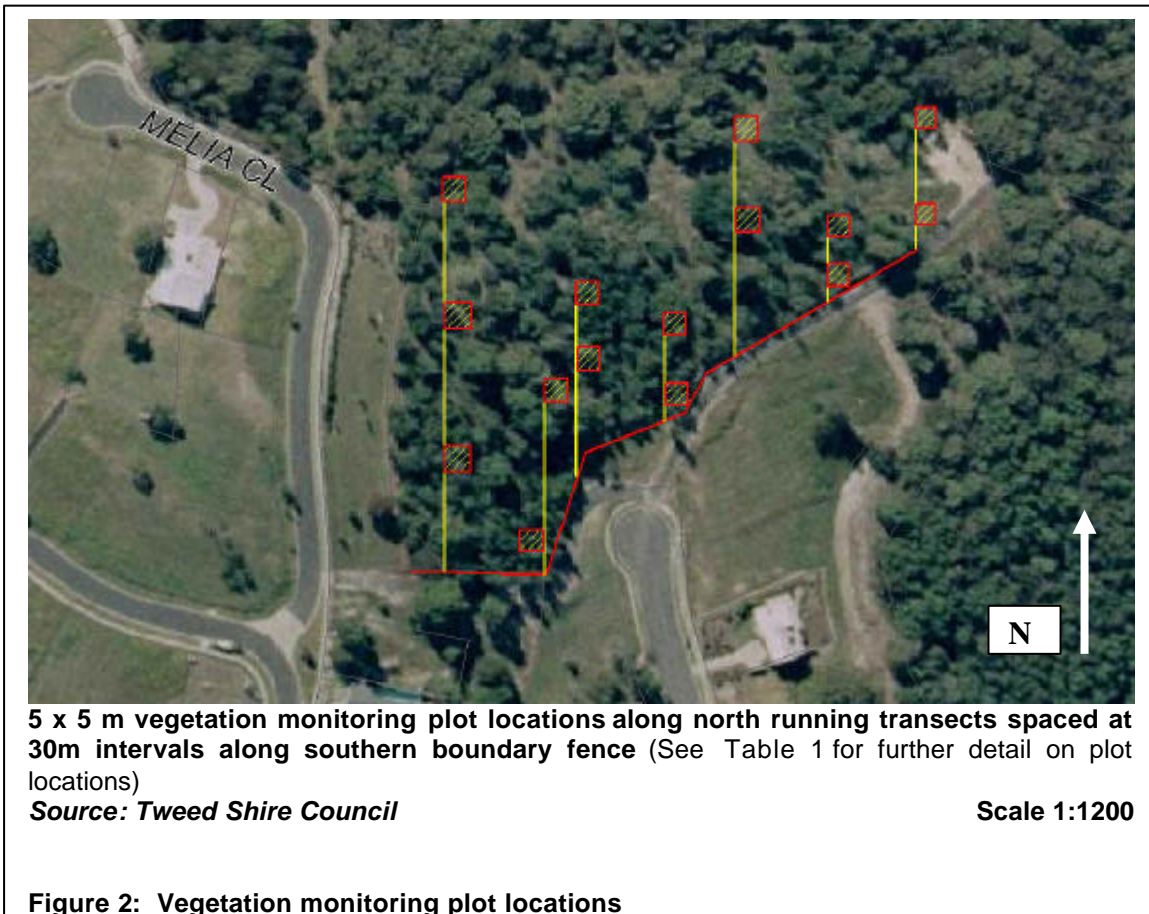 MELIA CL
N
5 x 5 m vegetation monitoring plot locations along north running transects spaced at
30m intervals along southern boundary fence (See Table 1 for further detail on plot
locations)
Source: Tweed Shire Council Scale 1:1200
Figure 2: Vegetation monitoring plot locations